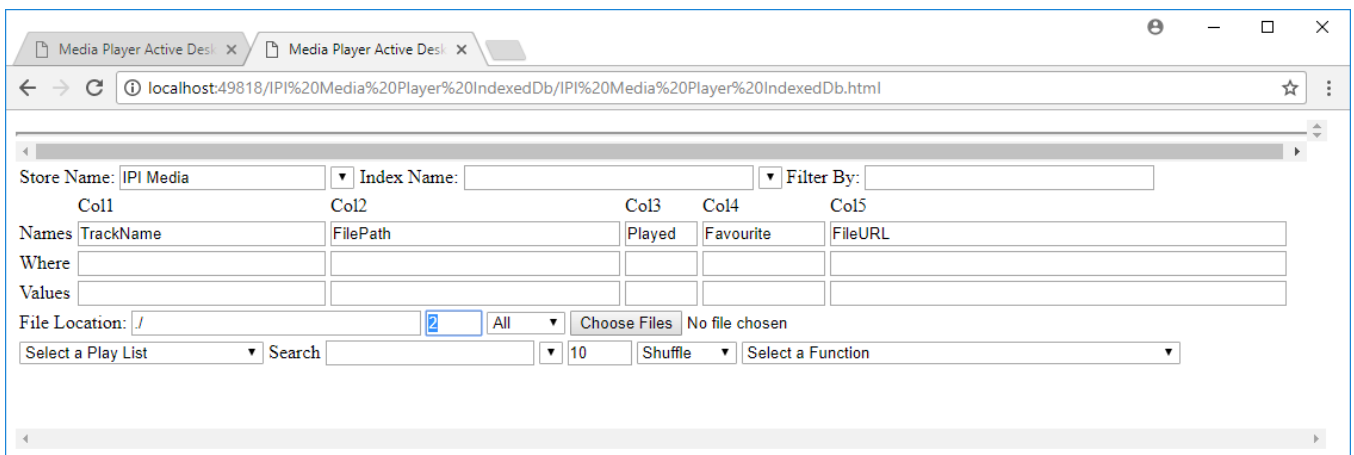 Media Player Active Desk Media Player Active Desk
localhost:49818/IPI%20Media%20Player%20IndexedDb/IPI%20Media%20Player%20IndexedDb.html
Store Name: IPI Media Index Name: Filter By:
Col1 Col2 Col3 Col4 Col5
Names TrackName FilePath Played Favourite FileURL
Where
Values
File Location: ./ 2 All Choose Files No file chosen
Select a Play List Search 10 Shuffle Select a Function